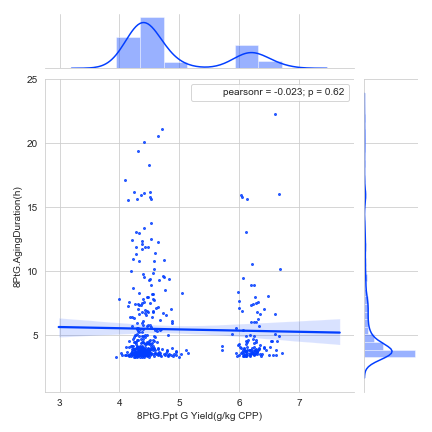 pearsonr = -0.023; p = 0.62
25
20
15
10
5
8PtG.AgingDuration(h)
3 4 5 6 7
8PtG.Ppt G Yield(g/kg CPP)